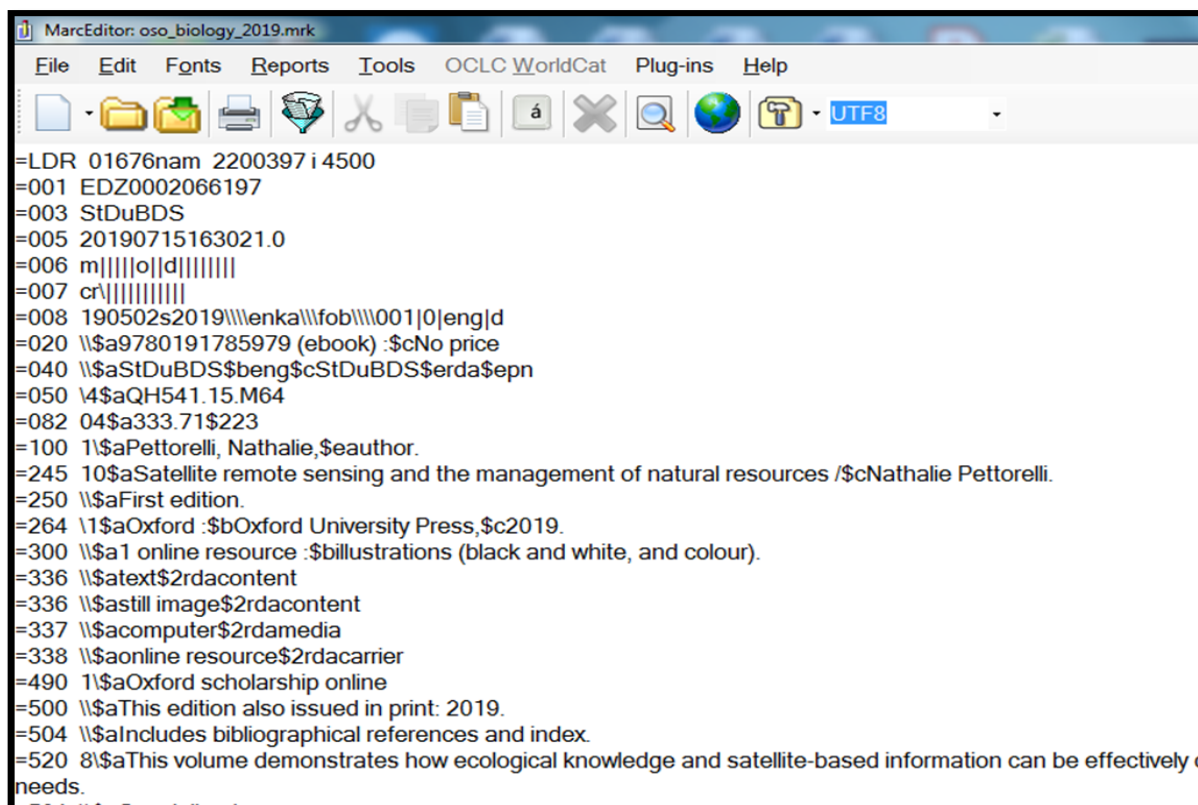 MarcEditor: oso_biology_2019.mrk
File Edit Fonts Reports Tools OCLC WorldCat Plug-ins Help
á UTF8
=LDR 01676nam 2200397 i 4500
=001 EDZ0002066197
=003 StDuBDS
=005 20190715163021.0
=006 m|||||o||d||||||||
=007 cr\|||||||||||
=008 190502s2019\\\\enka\\\fob\\\\001|0|eng|d
=020 \\$a9780191785979 (ebook) :$cNo price
=040 \\$aStDuBDS$beng$cStDuBDS$erda$epn
=050 \4$aQH541.15.M64
=082 04$a333.71$223
=100 1\$aPettorelli, Nathalie,$eauthor.
=245 10$aSatellite remote sensing and the management of natural resources /$cNathalie Pettorelli.
=250 \\$aFirst edition.
=264 \1$aOxford :$bOxford University Press,$c2019.
=300 \\$a1 online resource :$billustrations (black and white, and colour).
=336 \\$atext$2rdacontent
=336 \\$astill image$2rdacontent
=337 \\$acomputer$2rdamedia
=338 \\$aonline resource$2rdacarrier
=490 1\$aOxford scholarship online
=500 \\$aThis edition also issued in print: 2019.
=504 \\$aIncludes bibliographical references and index.
=520 8\$aThis volume demonstrates how ecological knowledge and satellite-based information can be effectively
needs.